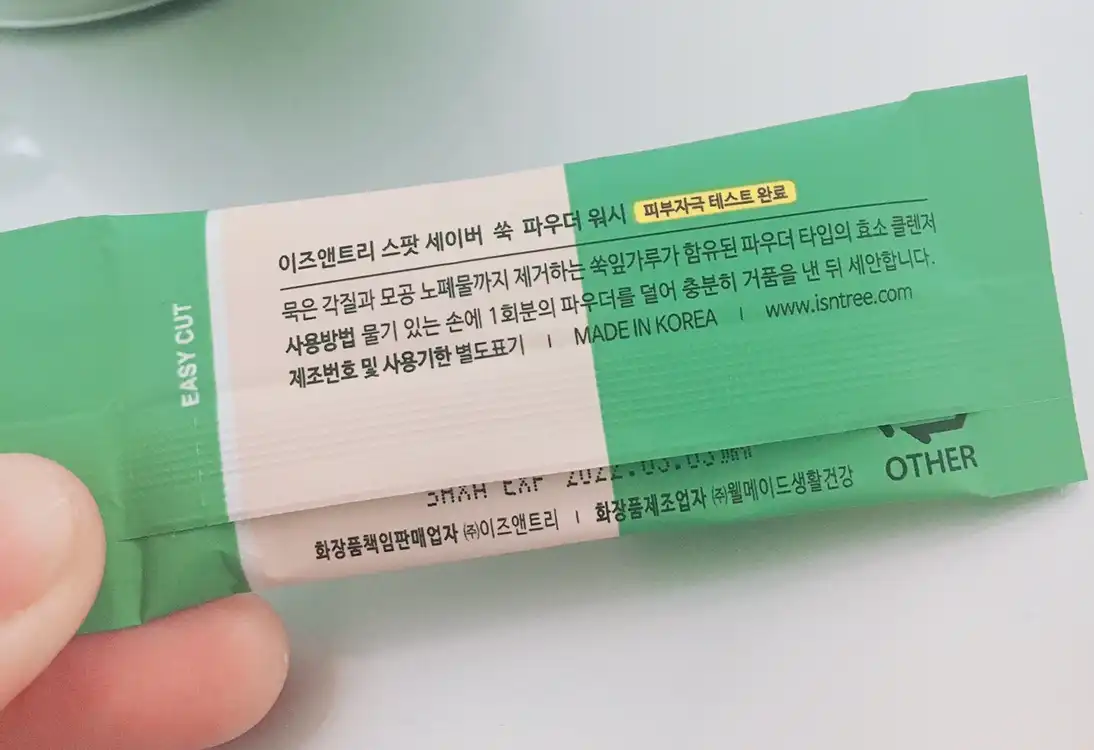 EASY CUT
이즈앤트리 스팟 세이버 쑥 파우더 워시 피부자극 테스트 완료
묵은 각질과 모공 노폐물까지 제거하는 쑥잎가루가 함유된 파우더 타입의 효소 클렌저
사용방법 물기 있는 손에 1회분의 파우더를 덜어 충분히 거품을 낸 뒤 세안합니다.
제조번호 및 사용기한 별도표기 | MADE IN KOREA | www.isntree.com
EXP 2022.03.03
OTHER
화장품책임판매업자 ㈜이즈앤트리 | 화장품제조업자 ㈜웰메이드생활건강